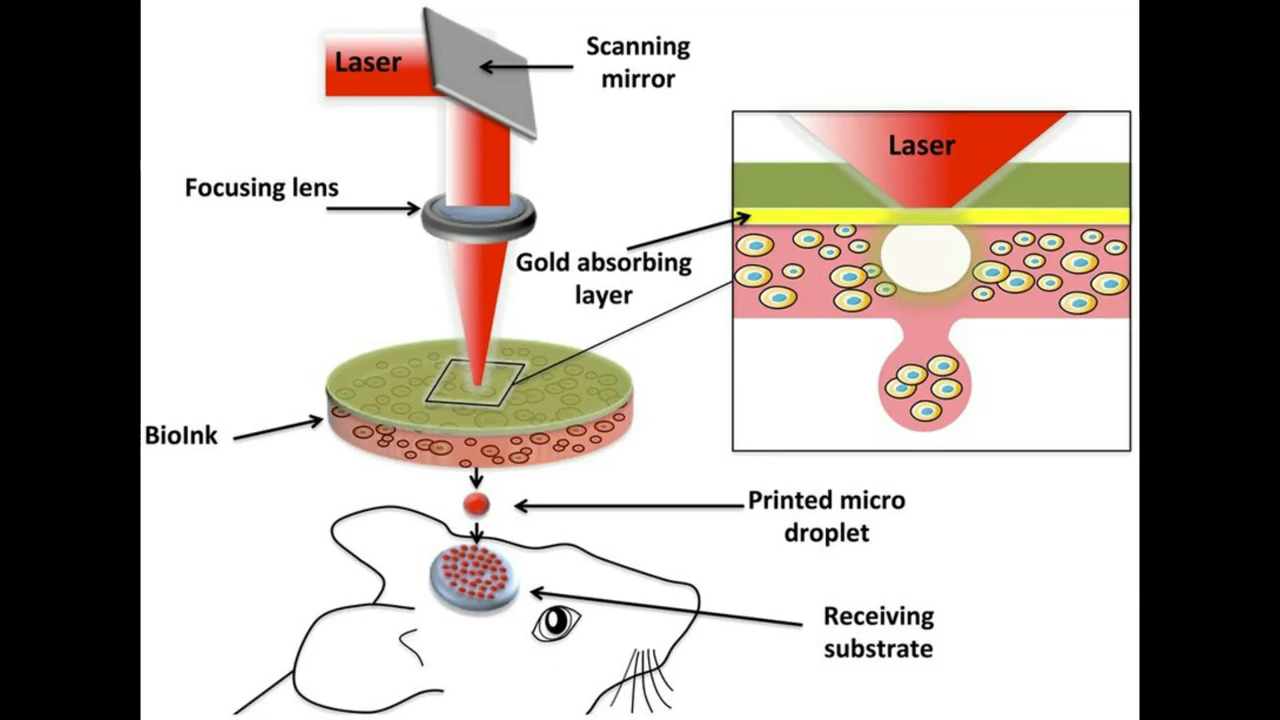 Laser
Scanning
mirror
Focusing lens
Laser
Gold absorbing
layer
BioInk
Printed micro
droplet
Receiving
substrate